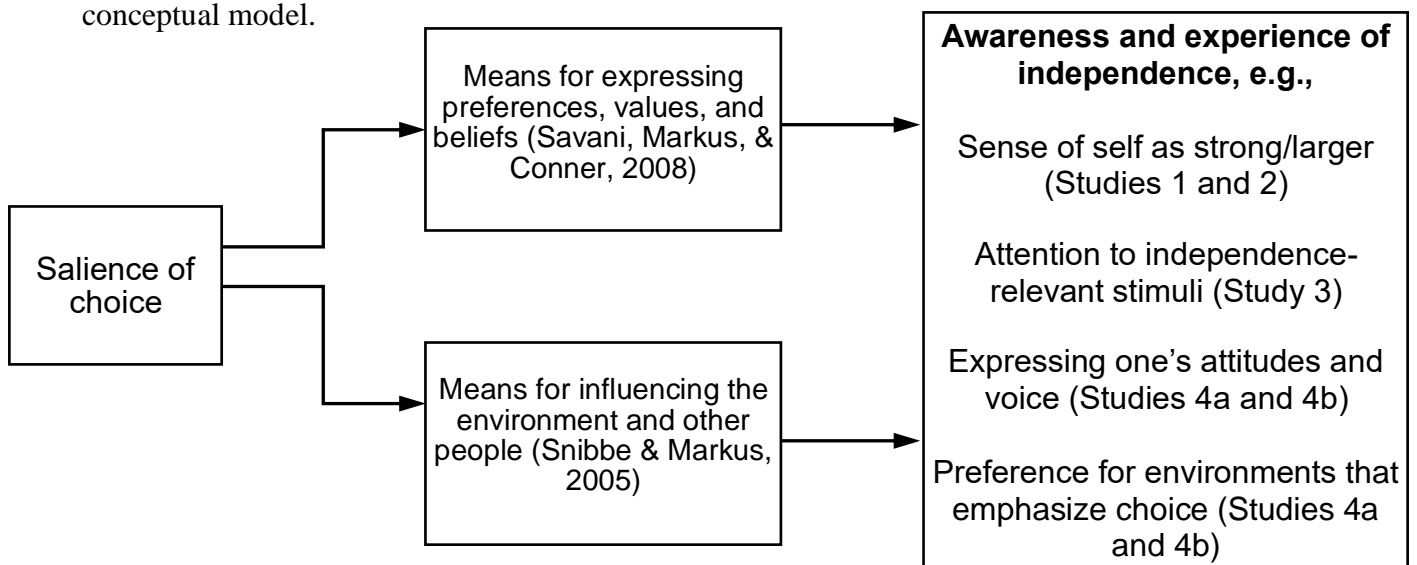 conceptual model.
Salience of
choice
Means for expressing
preferences, values, and
beliefs (Savani, Markus, &
Conner, 2008)
Means for influencing the
environment and other
people (Snibbe & Markus,
2005)
Awareness and experience of
independence, e.g.,
Sense of self as strong/larger
(Studies 1 and 2)
Attention to independence-
relevant stimuli (Study 3)
Expressing one’s attitudes and
voice (Studies 4a and 4b)
Preference for environments that
emphasize choice (Studies 4a
and 4b)